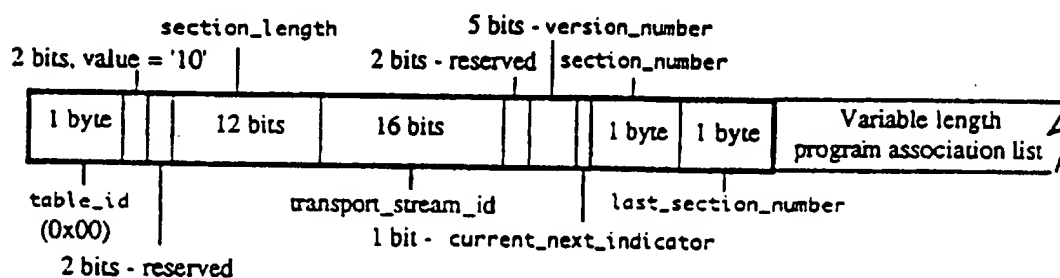 section_length
5 bits - version_number
2 bits, value = '10'
2 bits - reserved
section_number
1 byte
12 bits
16 bits
1 byte
1 byte
Variable length
program association list
table_id
(0x00)
transport_stream_id
last_section_number
1 bit - current_next_indicator
2 bits - reserved